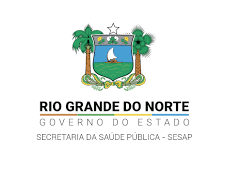 RIO GRANDE DO NORTE
GOVERNO DO ESTADO
SECRETARIA DA SAÚDE PÚBLICA - SESAP